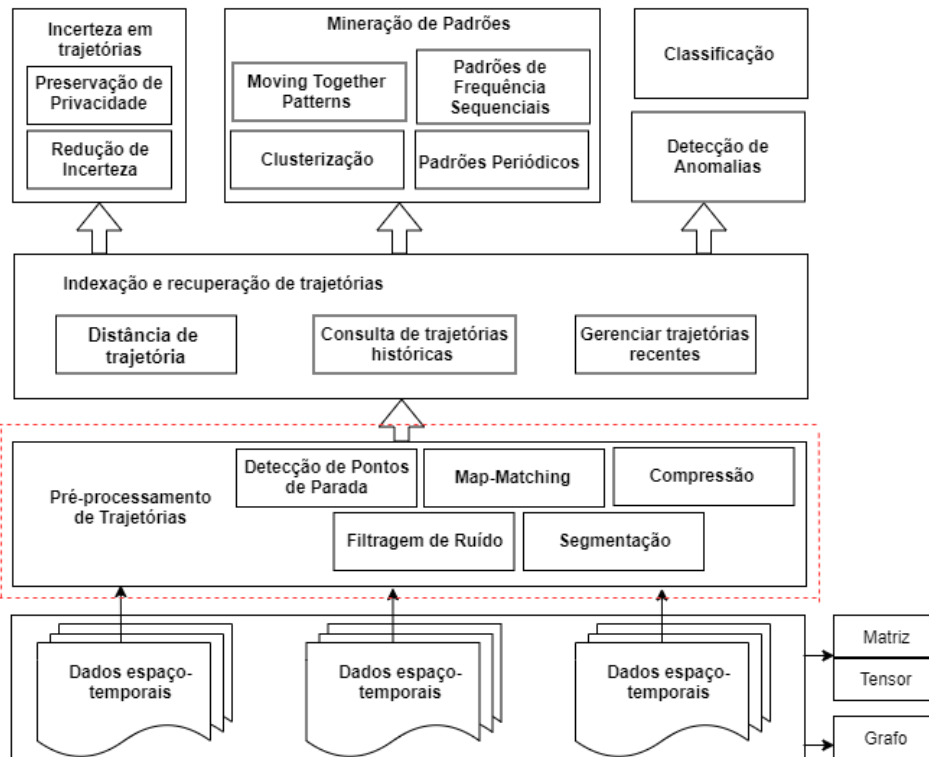 Incerteza em
trajetórias
Preservação de
Privacidade
Redução de
Incerteza
Mineração de Padrões
Moving Together
Patterns
Padrões de
Frequência
Sequenciais
Clusterização
Padrões Periódicos
Classificação
Detecção de
Anomalias
Indexação e recuperação de trajetórias
Distância de
trajetória
Consulta de trajetórias
históricas
Gerenciar trajetórias
recentes
Pré-processamento
de Trajetórias
Detecção de Pontos
de Parada
Map-Matching
Compressão
Filtragem de Ruído
Segmentação
Dados espaço-
temporais
Dados espaço-
temporais
Dados espaço-
temporais
Matriz
Tensor
Grafo